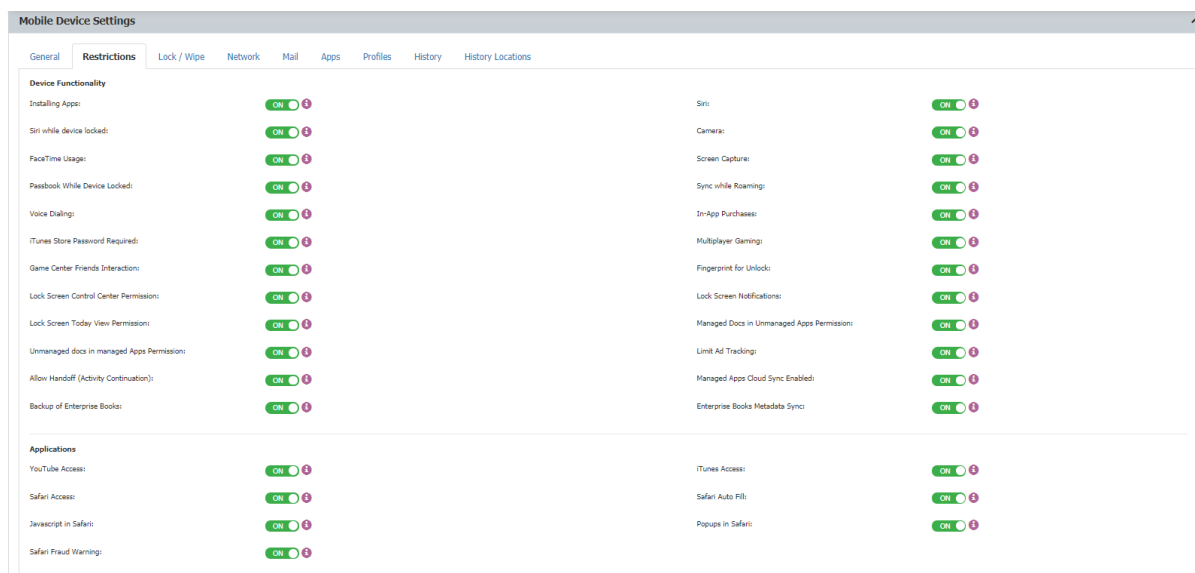 Mobile Device Settings
General Restrictions Lock / Wipe Network Mail Apps Profiles History History Locations
Device Functionality
Installing Apps: ON Siri: ON
Siri while device locked: ON Camera: ON
FaceTime Usage: ON Screen Capture: ON
Passbook While Device Locked: ON Sync while Roaming: ON
Voice Dialing: ON In-App Purchases: ON
iTunes Store Password Required: ON Multiplayer Gaming: ON
Game Center Friends Interaction: ON Fingerprint for Unlock: ON
Lock Screen Control Center Permission: ON Lock Screen Notifications: ON
Lock Screen Today View Permission: ON Managed Docs in Unmanaged Apps Permission: ON
Unmanaged docs in managed Apps Permission: ON Limit Ad Tracking: ON
Allow Handoff (Activity Continuation): ON Managed Apps Cloud Sync Enabled: ON
Backup of Enterprise Books: ON Enterprise Books Metadata Sync: ON
Applications
YouTube Access: ON iTunes Access: ON
Safari Access: ON Safari Auto Fill: ON
Javascript in Safari: ON Popups in Safari: ON
Safari Fraud Warning: ON